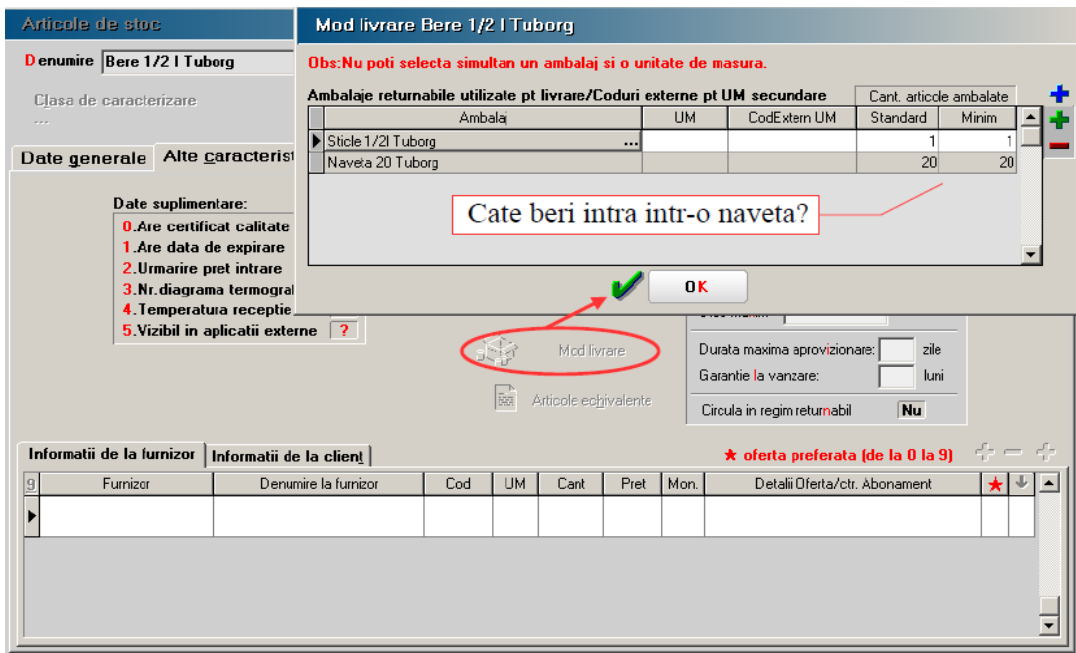 Articole de stoc
Denumire Bere 1/2 l Tuborg
Clasa de caracterizare
...
Date generale Alte caracterist
Date suplimentare:
0.Are certificat calitate
1.Are data de expirare
2.Urmarire pret intrare
3.Nr.diagrama termogra
4.Temperatura receptie
5.Vizibil in aplicatii externe ?
Mod livrare Bere 1/2 l Tuborg
Obs:Nu poti selecta simultan un ambalaj si o unitate de masura.
Ambalaje returnabile utilizate pt livrare/Coduri externe pt UM secundare Cant. articole ambalate
Ambalaj UM CodExtern UM Standard Minim
Sticle 1/2l Tuborg ... 1 1
Naveta 20 Tuborg 20 20
Cate beri intra intr-o naveta?
OK
Mod livrare
Articole echivalente
Durata maxima aprovizionare: zile
Garantie la vanzare: luni
Circula in regim returnabil Nu
Informatii de la furnizor Informatii de la client
★ oferta preferata (de la 0 la 9)
9 Furnizor Denumire la furnizor Cod UM Cant Pret Mon. Detalii Oferta/ctr. Abonament ★